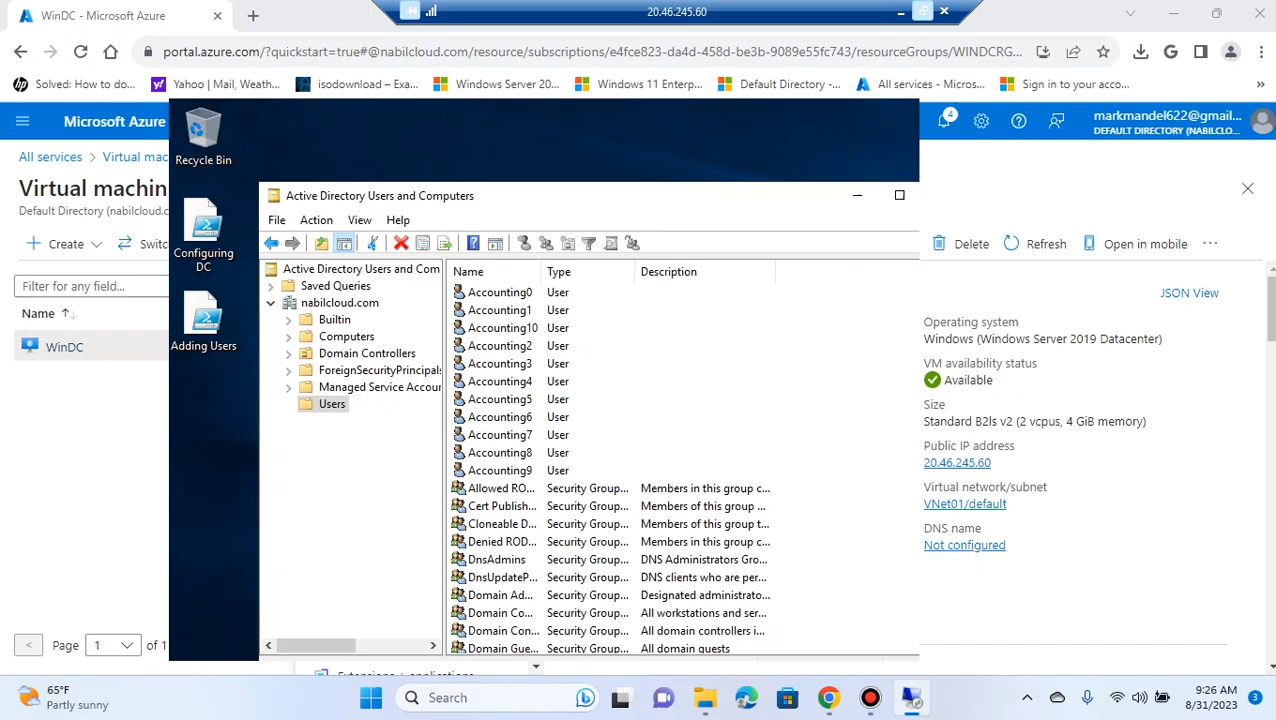 WinDC - Microsoft Azure
20.46.245.60
portal.azure.com/?quickstart=true#@nabilcloud.com/resource/subscriptions/e4fce823-da4d-458d-be3b-9089e55fc743/resourceGroups/WINDCRG...
Solved: How to do...
Yahoo | Mail, Weath...
isodownload – Exa...
Windows Server 20...
Windows 11 Enterp...
Default Directory -...
All services - Micros...
Sign in to your acco...
»
Microsoft Azure
4
markmandel622@gmail....
DEFAULT DIRECTORY (NABILCLO...
All services > Virtual mac
Virtual machin
Default Directory (nabilcloud.c
Create
Switc
Filter for any field...
Name ↑
WinDC
< Page 1 of 1
Recycle Bin
Configuring
DC
Adding Users
Active Directory Users and Computers
File Action View Help
Active Directory Users and Com
Saved Queries
nabilcloud.com
Builtin
Computers
Domain Controllers
ForeignSecurityPrincipals
Managed Service Accour
Users
Name Type Description
Accounting0 User
Accounting1 User
Accounting10 User
Accounting2 User
Accounting3 User
Accounting4 User
Accounting5 User
Accounting6 User
Accounting7 User
Accounting8 User
Accounting9 User
Allowed RO... Security Group... Members in this group c...
Cert Publish... Security Group... Members of this group ...
Cloneable D... Security Group... Members of this group t...
Denied ROD... Security Group... Members in this group c...
DnsAdmins Security Group... DNS Administrators Gro...
DnsUpdateP... Security Group... DNS clients who are per...
Domain Ad... Security Group... Designated administrato...
Domain Co... Security Group... All workstations and ser...
Domain Con... Security Group... All domain controllers i...
Domain Gue... Security Group... All domain guests
Delete Refresh Open in mobile ...
JSON View
Operating system
Windows (Windows Server 2019 Datacenter)
VM availability status
Available
Size
Standard B2ls v2 (2 vcpus, 4 GiB memory)
Public IP address
20.46.245.60
Virtual network/subnet
VNet01/default
DNS name
Not configured
Extensions + applications
65°F
Partly sunny
Search
9:26 AM
8/31/2023
3